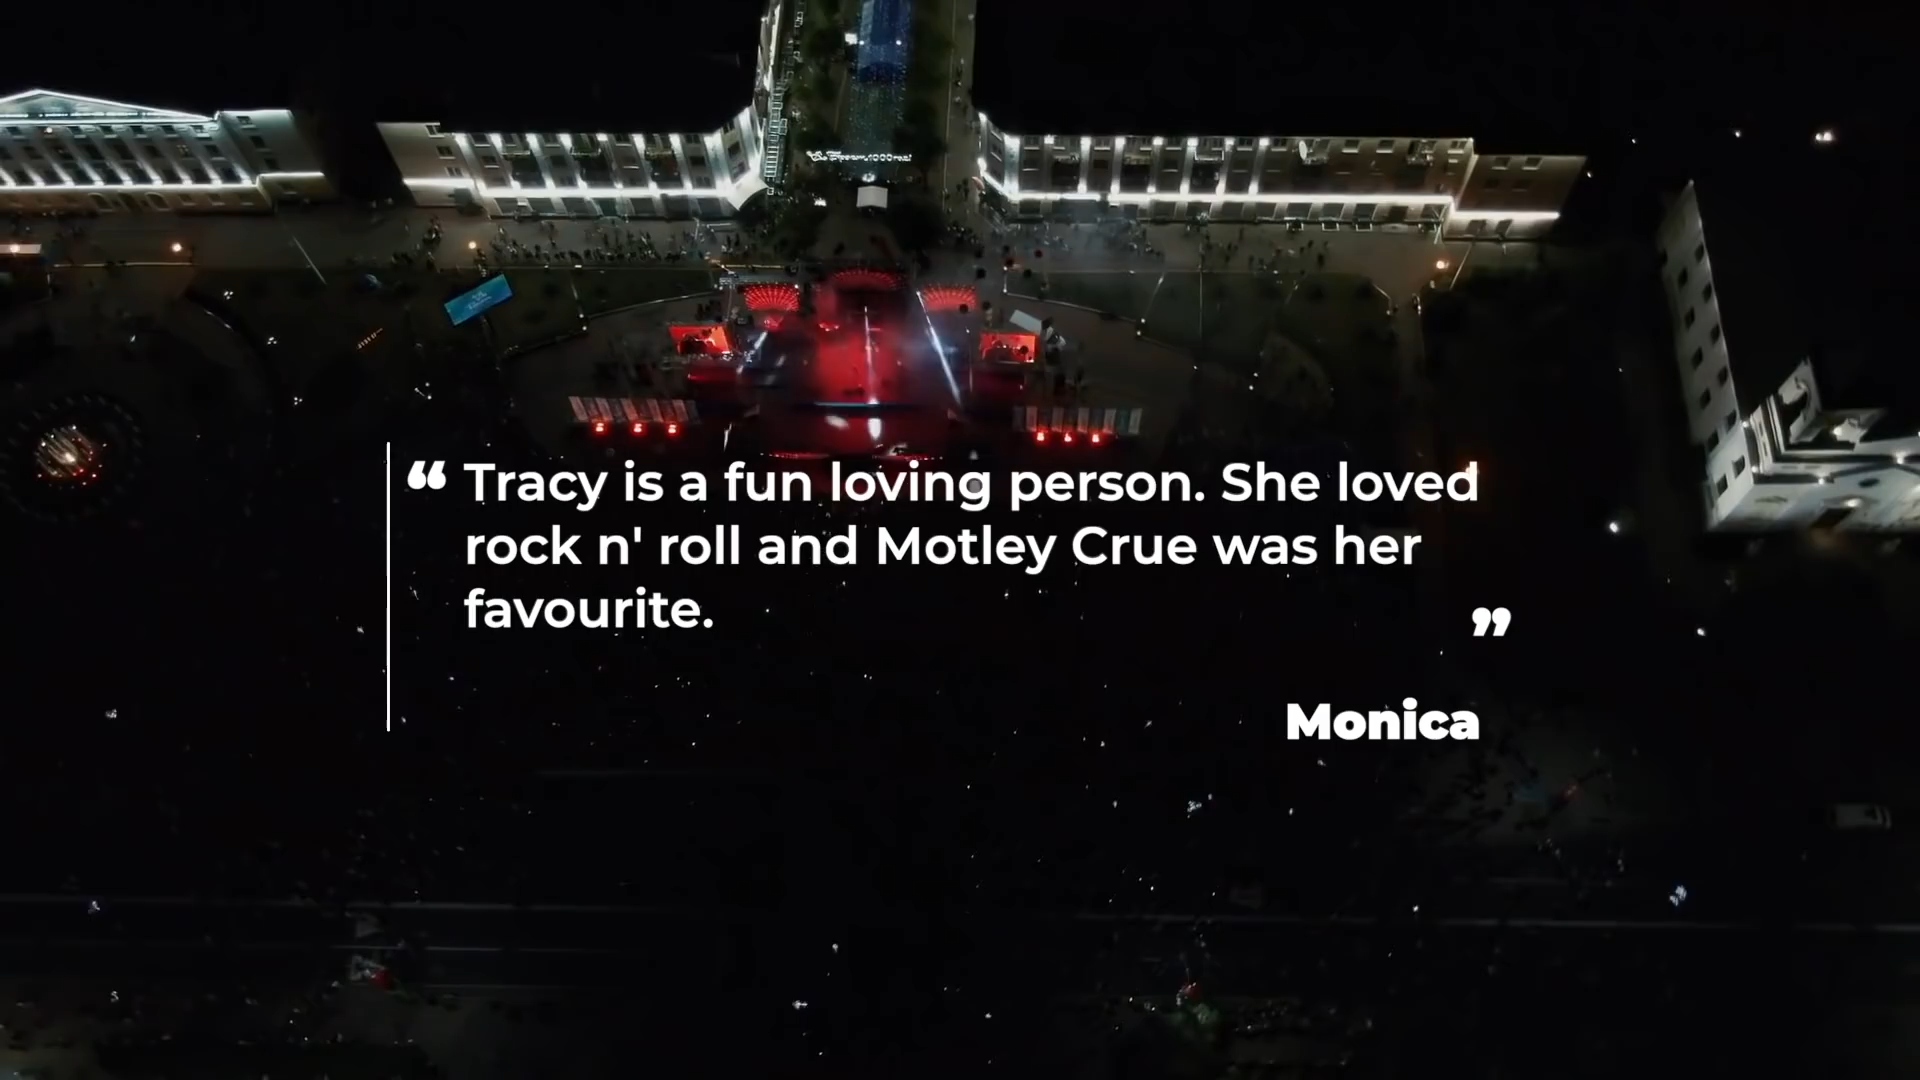 “ Tracy is a fun loving person. She loved
rock n' roll and Motley Crue was her
favourite.
”
Monica